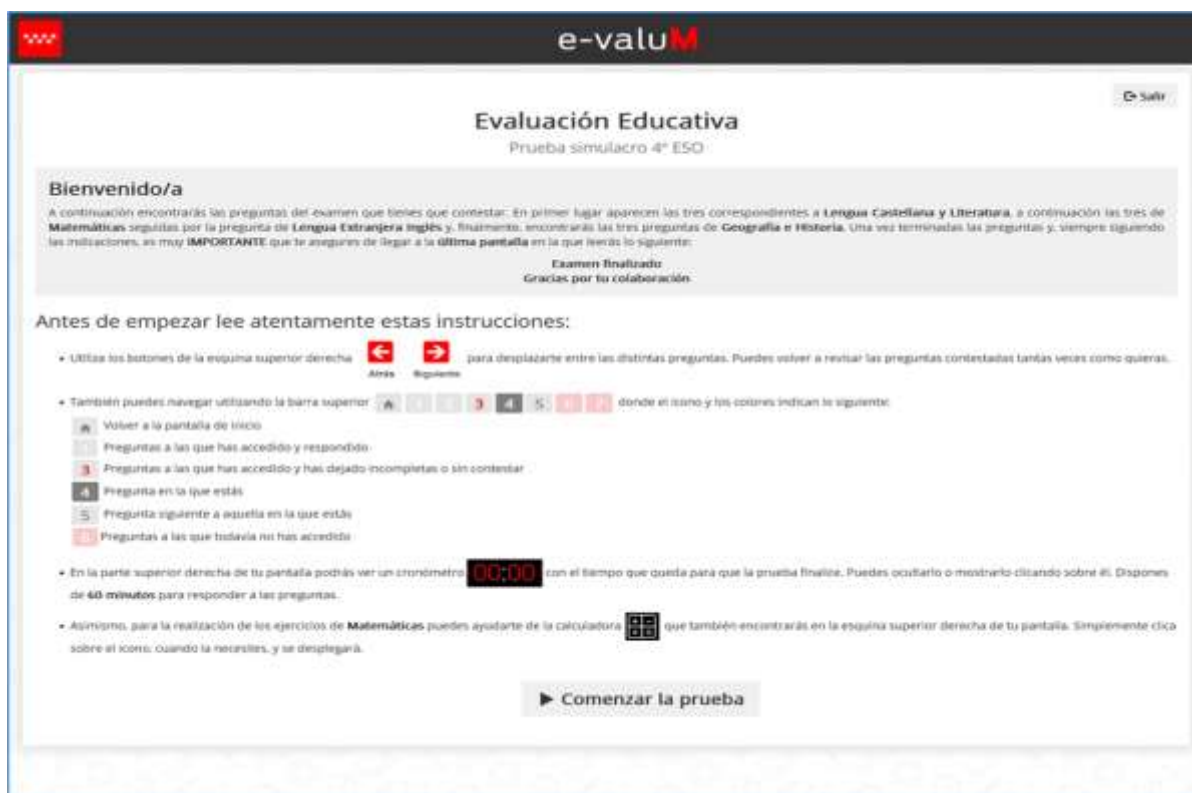 e-valuM
Salir
Evaluación Educativa
Prueba simulacro 4º ESO
Bienvenido/a
A continuación encontrarás las preguntas del examen que tienes que contestar. En primer lugar aparecen las tres correspondientes a Lengua Castellana y Literatura, a continuación las tres de
Matemáticas seguidas por la pregunta de Lengua Extranjera Inglés y, finalmente, encontrarás las tres preguntas de Geografía e Historia. Una vez terminadas las preguntas y, siempre siguiendo
las indicaciones, es muy IMPORTANTE que te asegures de llegar a la última pantalla en la que leerás lo siguiente:
Examen finalizado
Gracias por tu colaboración
Antes de empezar lee atentamente estas instrucciones:
• Utiliza los botones de la esquina superior derecha para desplazarte entre las distintas preguntas. Puedes volver a revisar las preguntas contestadas tantas veces como quieras.
Atrás Siguiente
• También puedes navegar utilizando la barra superior 3 4 5 donde el icono y los colores indican lo siguiente:
Volver a la pantalla de inicio
Preguntas a las que has accedido y respondido
3 Preguntas a las que has accedido y has dejado incompletas o sin contestar
4 Pregunta en la que estás
5 Pregunta siguiente a aquella en la que estás
Preguntas a las que todavía no has accedido
• En la parte superior derecha de tu pantalla podrás ver un cronómetro 00:00 con el tiempo que queda para que la prueba finalice. Puedes ocultarlo o mostrarlo clicando sobre él. Dispones
de 60 minutos para responder a las preguntas.
• Asimismo, para la realización de los ejercicios de Matemáticas puedes ayudarte de la calculadora que también encontrarás en la esquina superior derecha de tu pantalla. Simplemente clica
sobre el icono, cuando la necesites, y se desplegará.
Comenzar la prueba